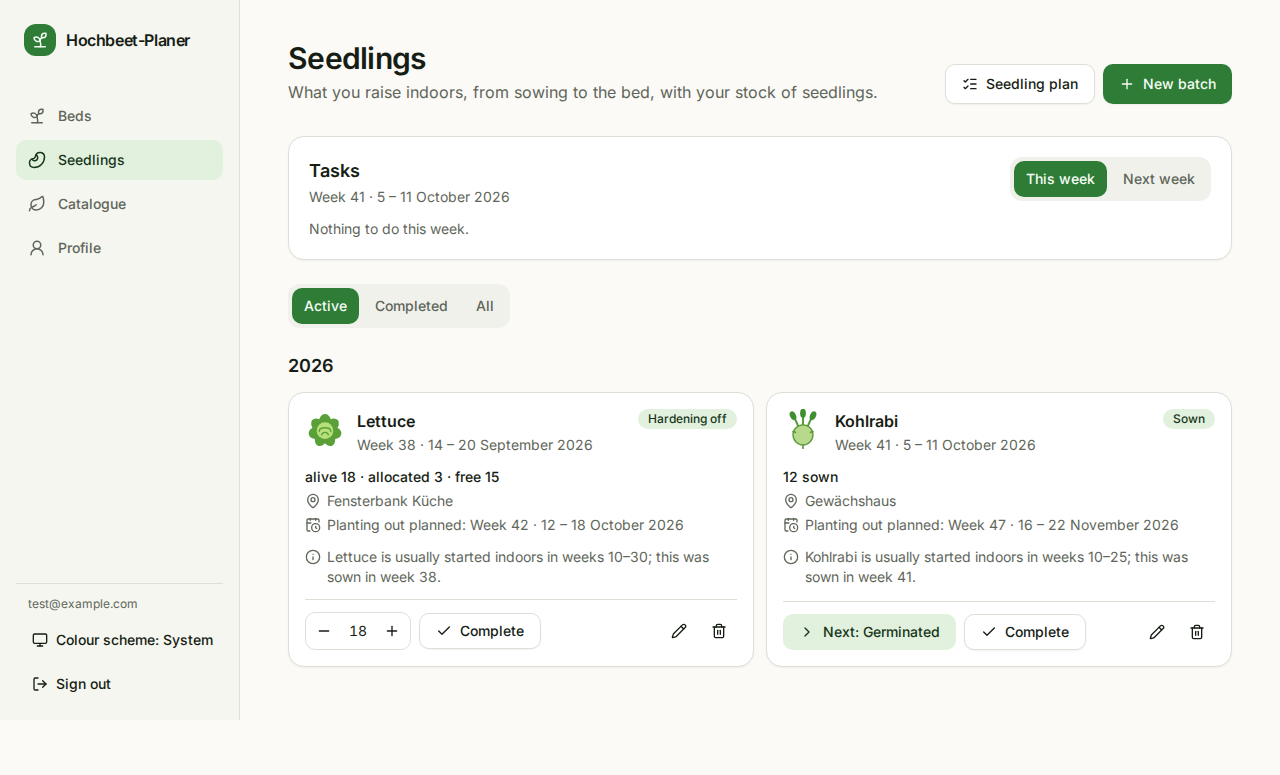 Hochbeet-Planer
Beds
Seedlings
Catalogue
Profile
test@example.com
Colour scheme: System
Sign out
Seedlings
What you raise indoors, from sowing to the bed, with your stock of seedlings.
Seedling plan
New batch
Tasks
Week 41 · 5 – 11 October 2026
This week
Next week
Nothing to do this week.
Active
Completed
All
2026
Lettuce
Hardening off
Week 38 · 14 – 20 September 2026
alive 18 · allocated 3 · free 15
Fensterbank Küche
Planting out planned: Week 42 · 12 – 18 October 2026
Lettuce is usually started indoors in weeks 10–30; this was
sown in week 38.
18
Complete
Kohlrabi
Sown
Week 41 · 5 – 11 October 2026
12 sown
Gewächshaus
Planting out planned: Week 47 · 16 – 22 November 2026
Kohlrabi is usually started indoors in weeks 10–25; this was
sown in week 41.
Next: Germinated
Complete